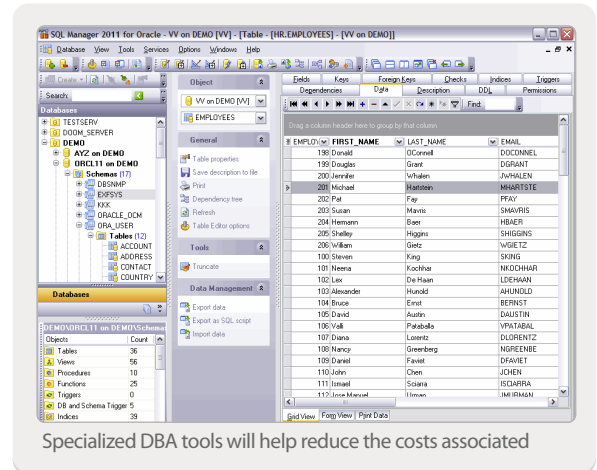 SQL Manager 2011 for Oracle - VV on DEMO [VV] - [Table - [HR.EMPLOYEES] - [VV on DEMO]]
Database View Tools Services Options Windows Help
Create
Search:
Databases
TESTSERV
DOOM_SERVER
DEMO
AYZ on DEMO
ORCL11 on DEMO
Schemas (17)
DBSNMP
EXFSYS
KKK
ORACLE_OCM
ORA_USER
Tables (12)
ACCOUNT
ADDRESS
CONTACT
COUNTRY
Databases
DEMO\ORCL11 on DEMO\Schema
Objects Count
Tables 36
Views 56
Procedures 10
Functions 25
Triggers 0
DB and Schema Trigger 5
Indices 39
Object
VV on DEMO [VV]
EMPLOYEES
General
Table properties
Save description to file
Print
Dependency tree
Refresh
Table Editor options
Tools
Truncate
Data Management
Export data
Export as SQL script
Import data
Fields Keys Foreign Keys Checks Indices Triggers
Dependencies Data Description DDL Permissions
Find:
Drag a column header here to group by that column
EMPLOY FIRST_NAME LAST_NAME EMAIL
198 Donald OConnell DOCONNEL
199 Douglas Grant DGRANT
200 Jennifer Whalen JWHALEN
201 Michael Hartstein MHARTSTE
202 Pat Fay PFAY
203 Susan Mavris SMAVRIS
204 Hermann Baer HBAER
205 Shelley Higgins SHIGGINS
206 William Gietz WGIETZ
100 Steven King SKING
101 Neena Kochhar NKOCHHAR
102 Lex De Haan LDEHAAN
103 Alexander Hunold AHUNOLD
104 Bruce Ernst BERNST
105 David Austin DAUSTIN
106 Valli Pataballa VPATABAL
107 Diana Lorentz DLORENTZ
108 Nancy Greenberg NGREENBE
109 Daniel Faviet DFAVIET
110 John Chen JCHEN
111 Ismael Sciarra ISCIARRA
112 Jose Manuel Urman JMURMAN
Grid View Form View Print Data
Specialized DBA tools will help reduce the costs associated